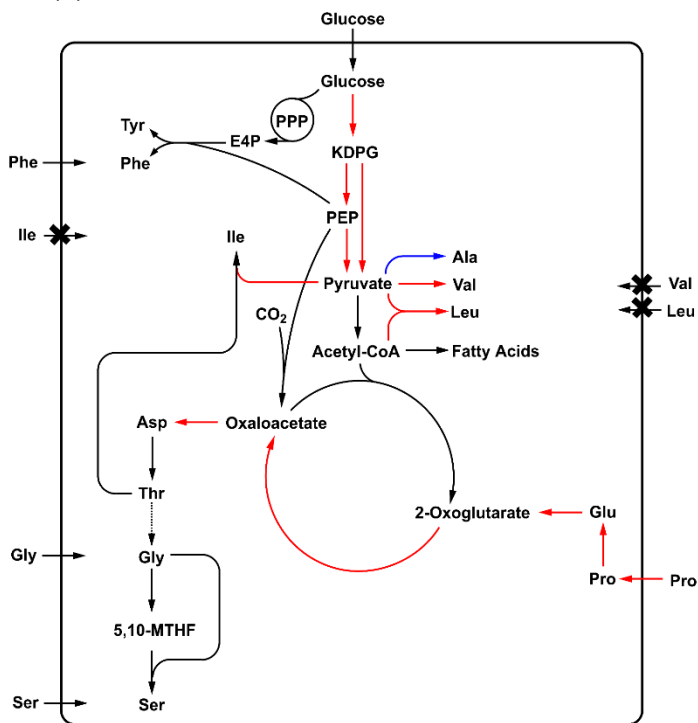 Glucose
Glucose
PPP
Tyr
E4P
Phe
Phe
KDPG
PEP
Ile
Ile
Ala
Pyruvate
Val
Val
CO₂
Leu
Leu
Acetyl-CoA
Fatty Acids
Asp
Oxaloacetate
Thr
2-Oxoglutarate
Glu
Gly
Gly
Pro
Pro
5,10-MTHF
Ser
Ser